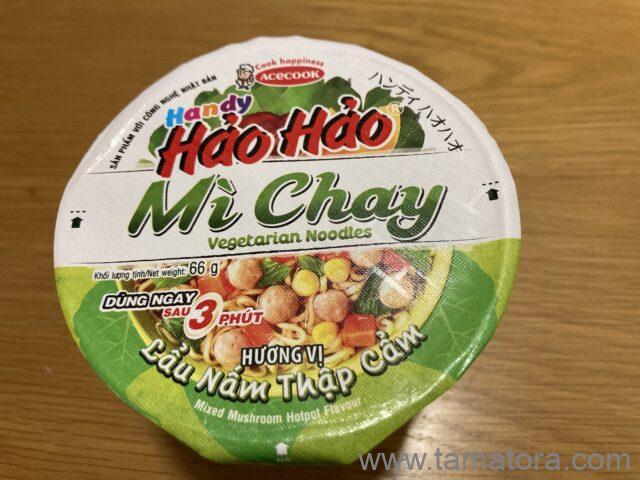 Cook happiness
ACECOOK
SẢN PHẨM VỚI CÔNG NGHỆ NHẬT BẢN
ハンディ ハオハオ
Handy
Hảo Hảo®
Mì Chay
Vegetarian Noodles
Khối lượng tịnh/Net weight: 66 g
DÙNG NGAY
SAU 3 PHÚT
HƯƠNG VỊ
Lẩu Nấm Thập Cẩm
Mixed Mushroom Hotpot Flavour
www.tamatora.com